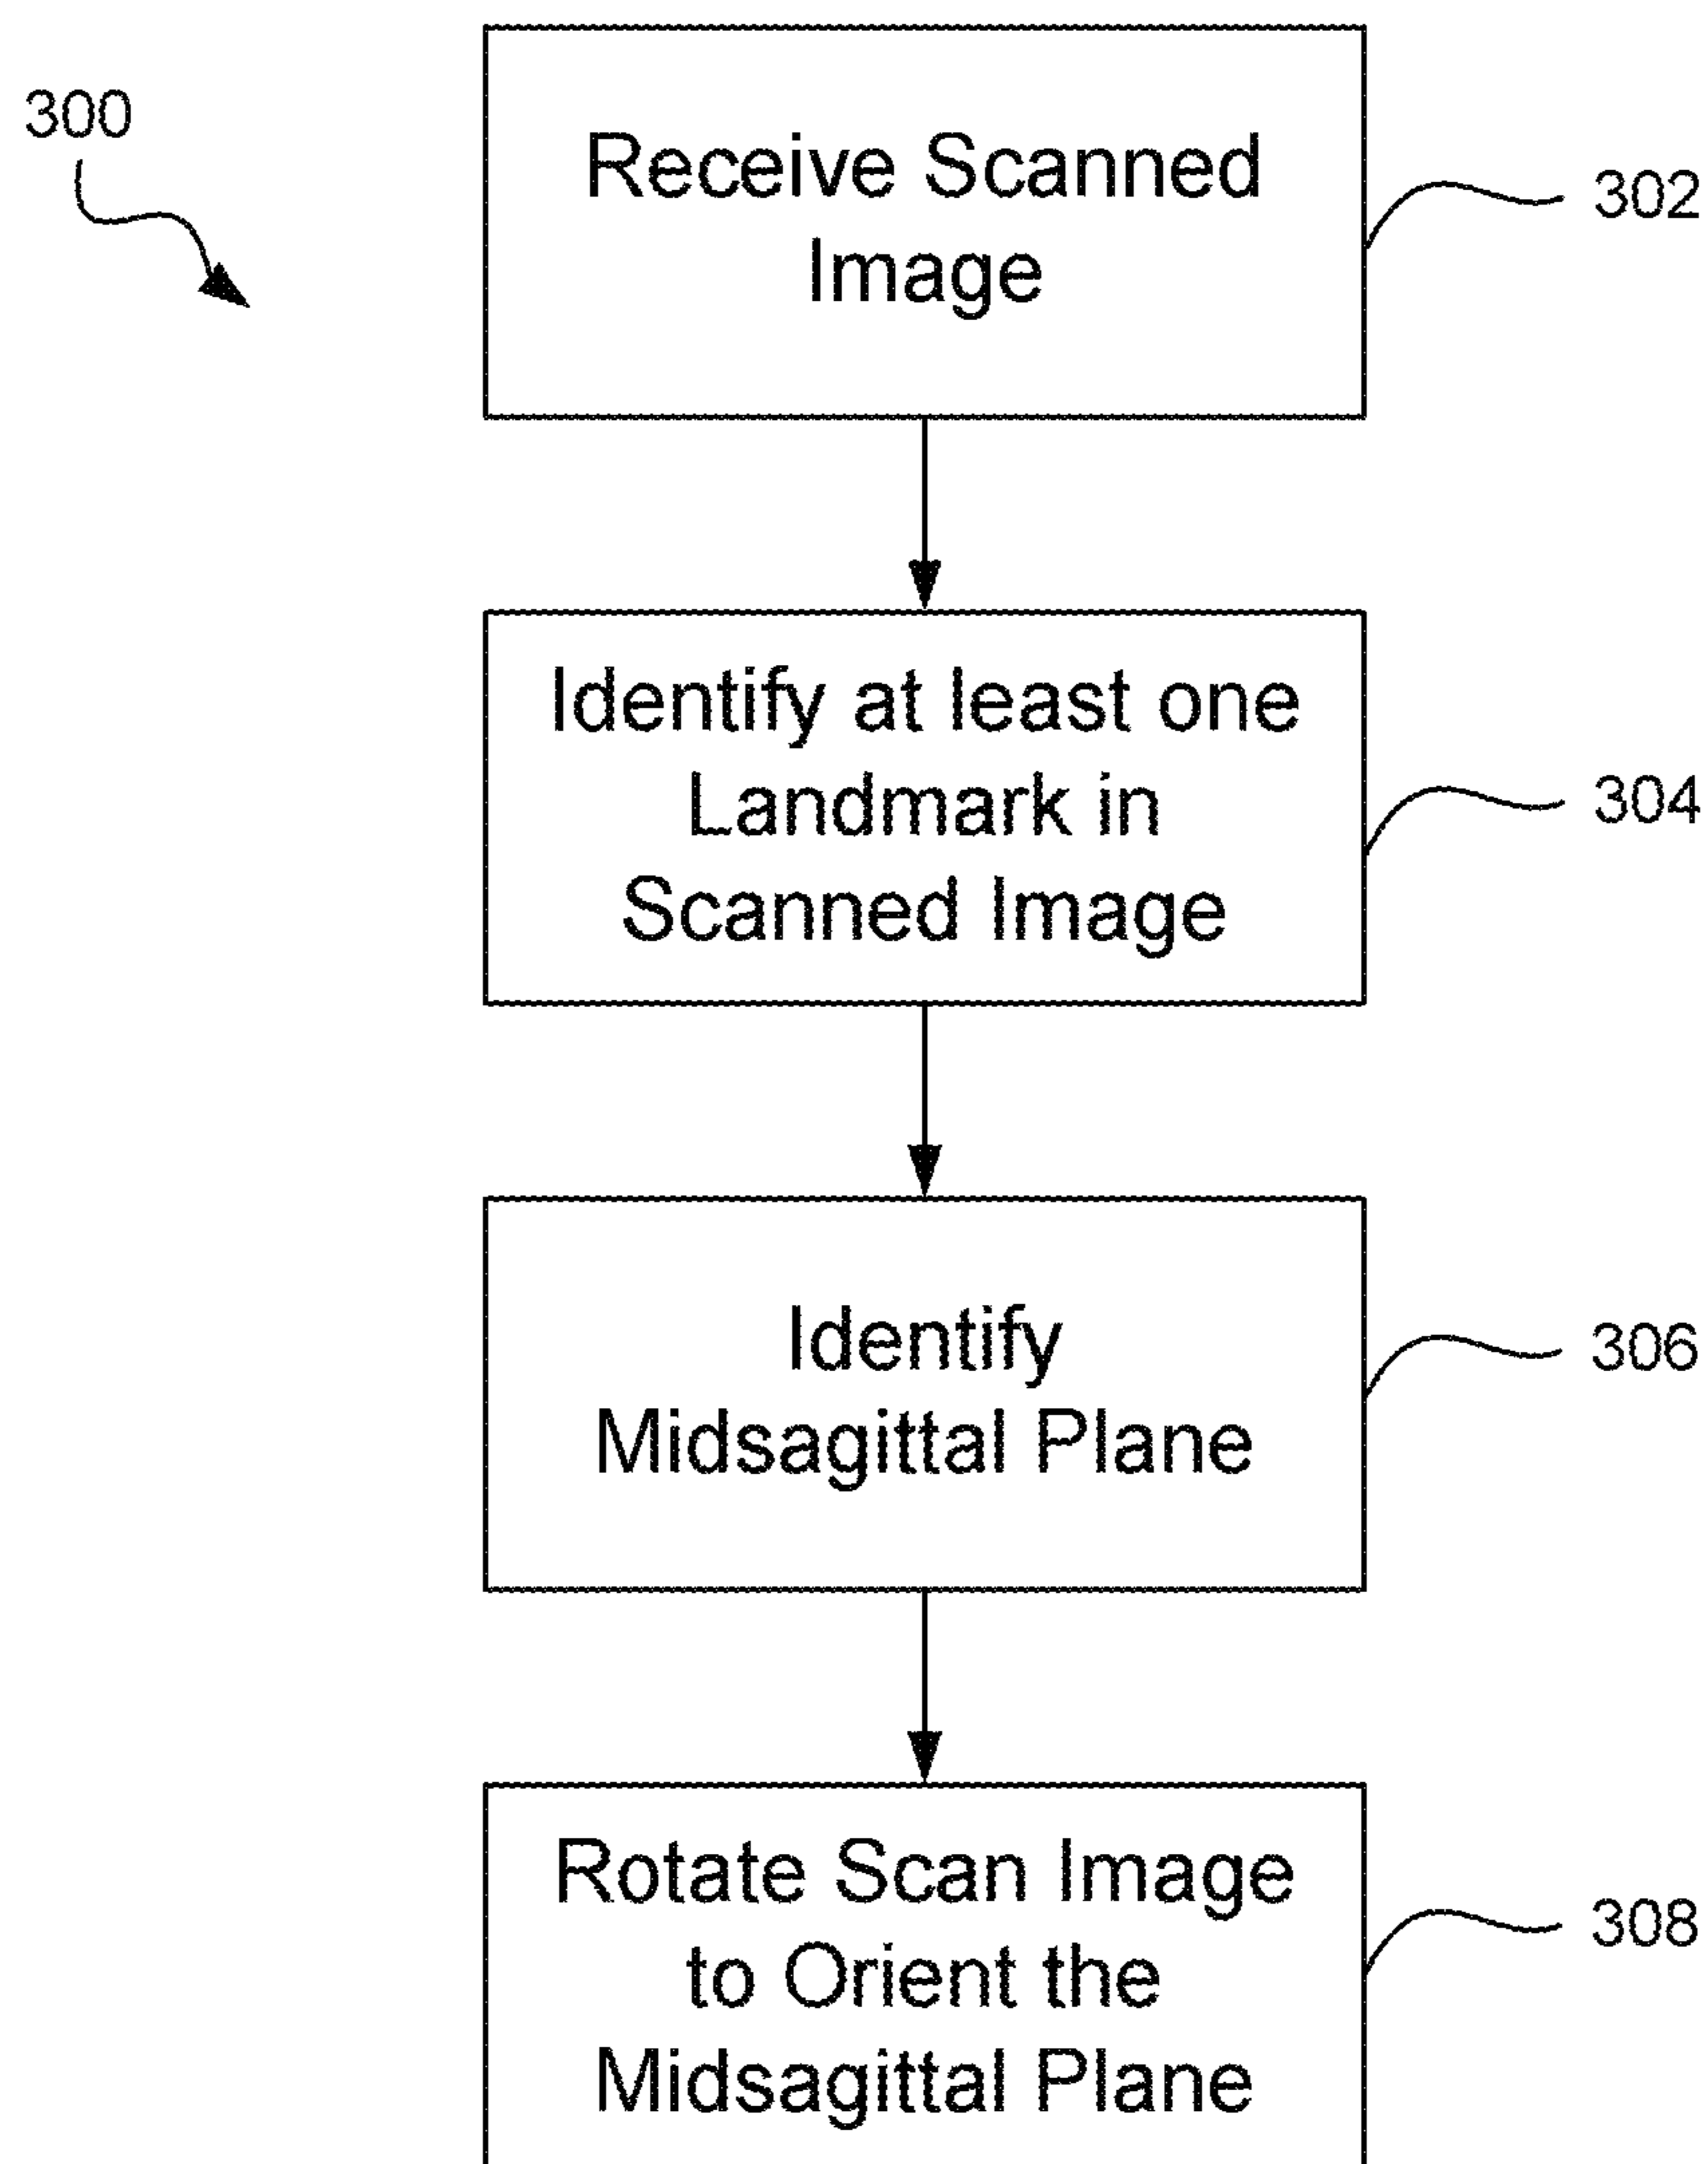 300
Receive Scanned
Image
302
Identify at least one
Landmark in
Scanned Image
304
Identify
Midsagittal Plane
306
Rotate Scan Image
to Orient the
Midsagittal Plane
308